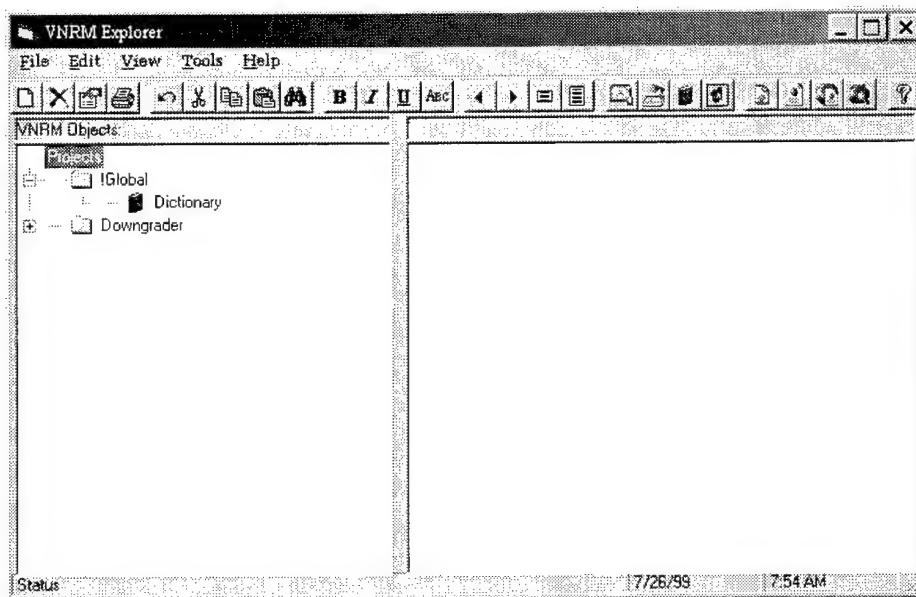 VNRM Explorer
File Edit View Tools Help
B I U ABC
VNRM Objects:
Projects
!Global
Dictionary
Downgrader
Status 7/26/99 7:54 AM